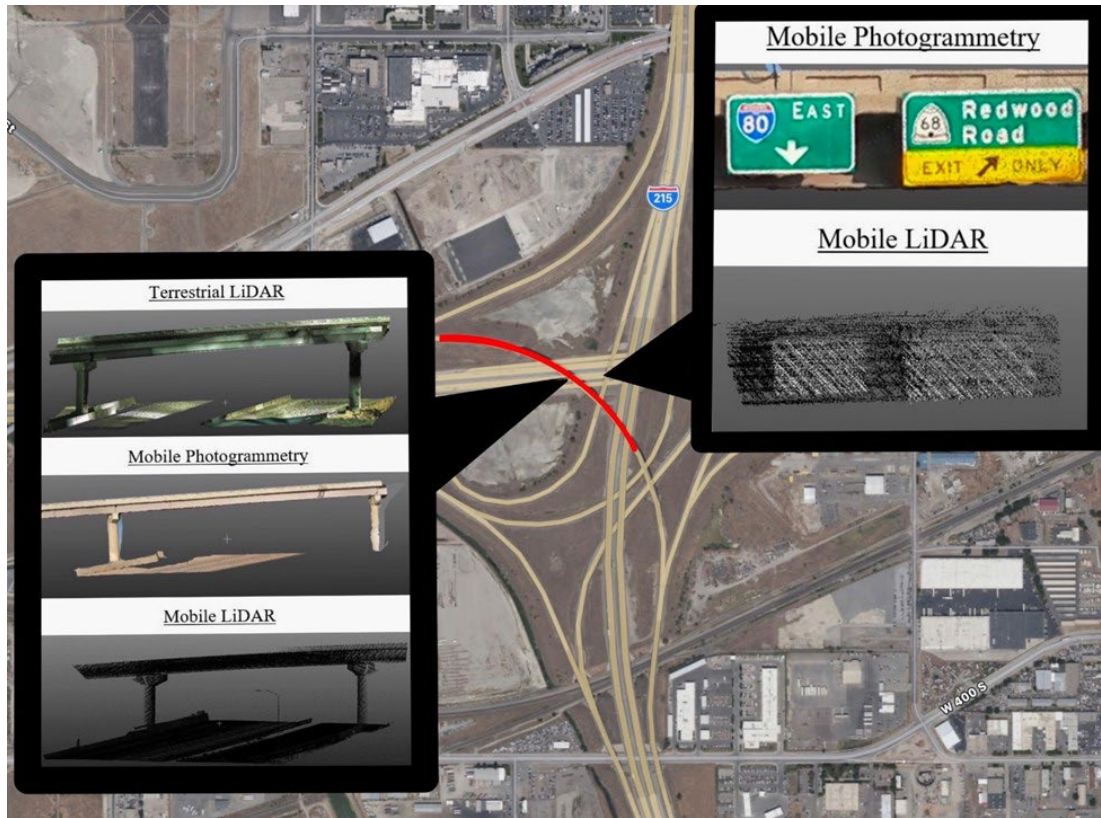 Mobile Photogrammetry
80
EAST
68
Redwood
Road
EXIT ONLY
Mobile LiDAR
215
Terrestrial LiDAR
Mobile Photogrammetry
Mobile LiDAR
W 400 S